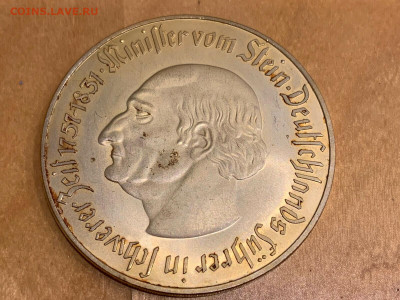 COINS.LAVE.RU
Minister vom Stein · Deutschlands Führer in schwerer Zeit 1757-1831 ·